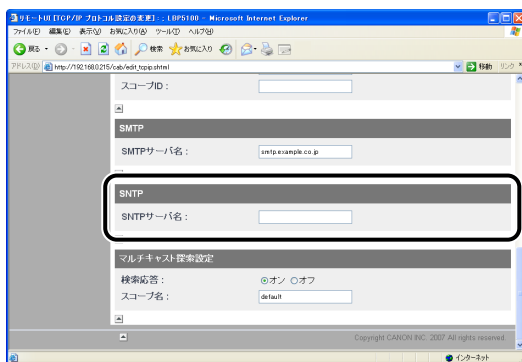 リモートUI [TCP/IP プロトコル設定の変更] : ; LBP5100 - Microsoft Internet Explorer
ファイル(F) 編集(E) 表示(V) お気に入り(A) ツール(T) ヘルプ(H)
戻る 検索 お気に入り
アドレス(D) http://192.168.0.215/cab/edit_tcpip.shtml 移動 リンク
スコープID :
SMTP
SMTPサーバ名 : smtp.example.co.jp
SNTP
SNTPサーバ名 :
マルチキャスト探索設定
検索応答 : オン オフ
スコープ名 : default
Copyright CANON INC. 2007 All rights reserved.
インターネット